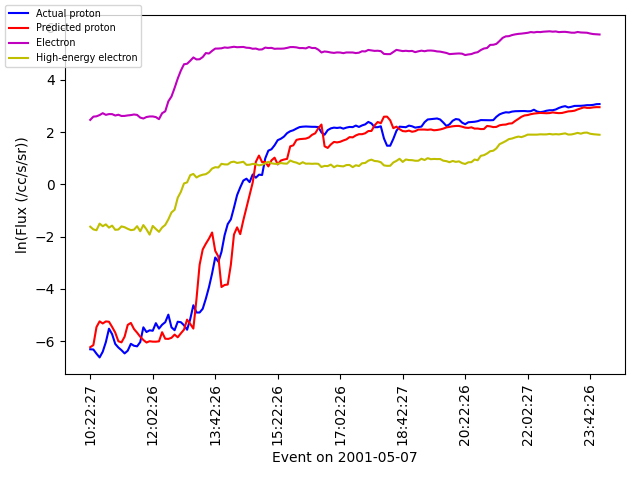 Actual proton
Predicted proton
Electron
High-energy electron
4
2
0
−2
−4
−6
ln(Flux (/cc/s/sr))
10:22:27
12:02:26
13:42:26
15:22:26
17:02:26
18:42:27
20:22:26
22:02:27
23:42:26
Event on 2001-05-07